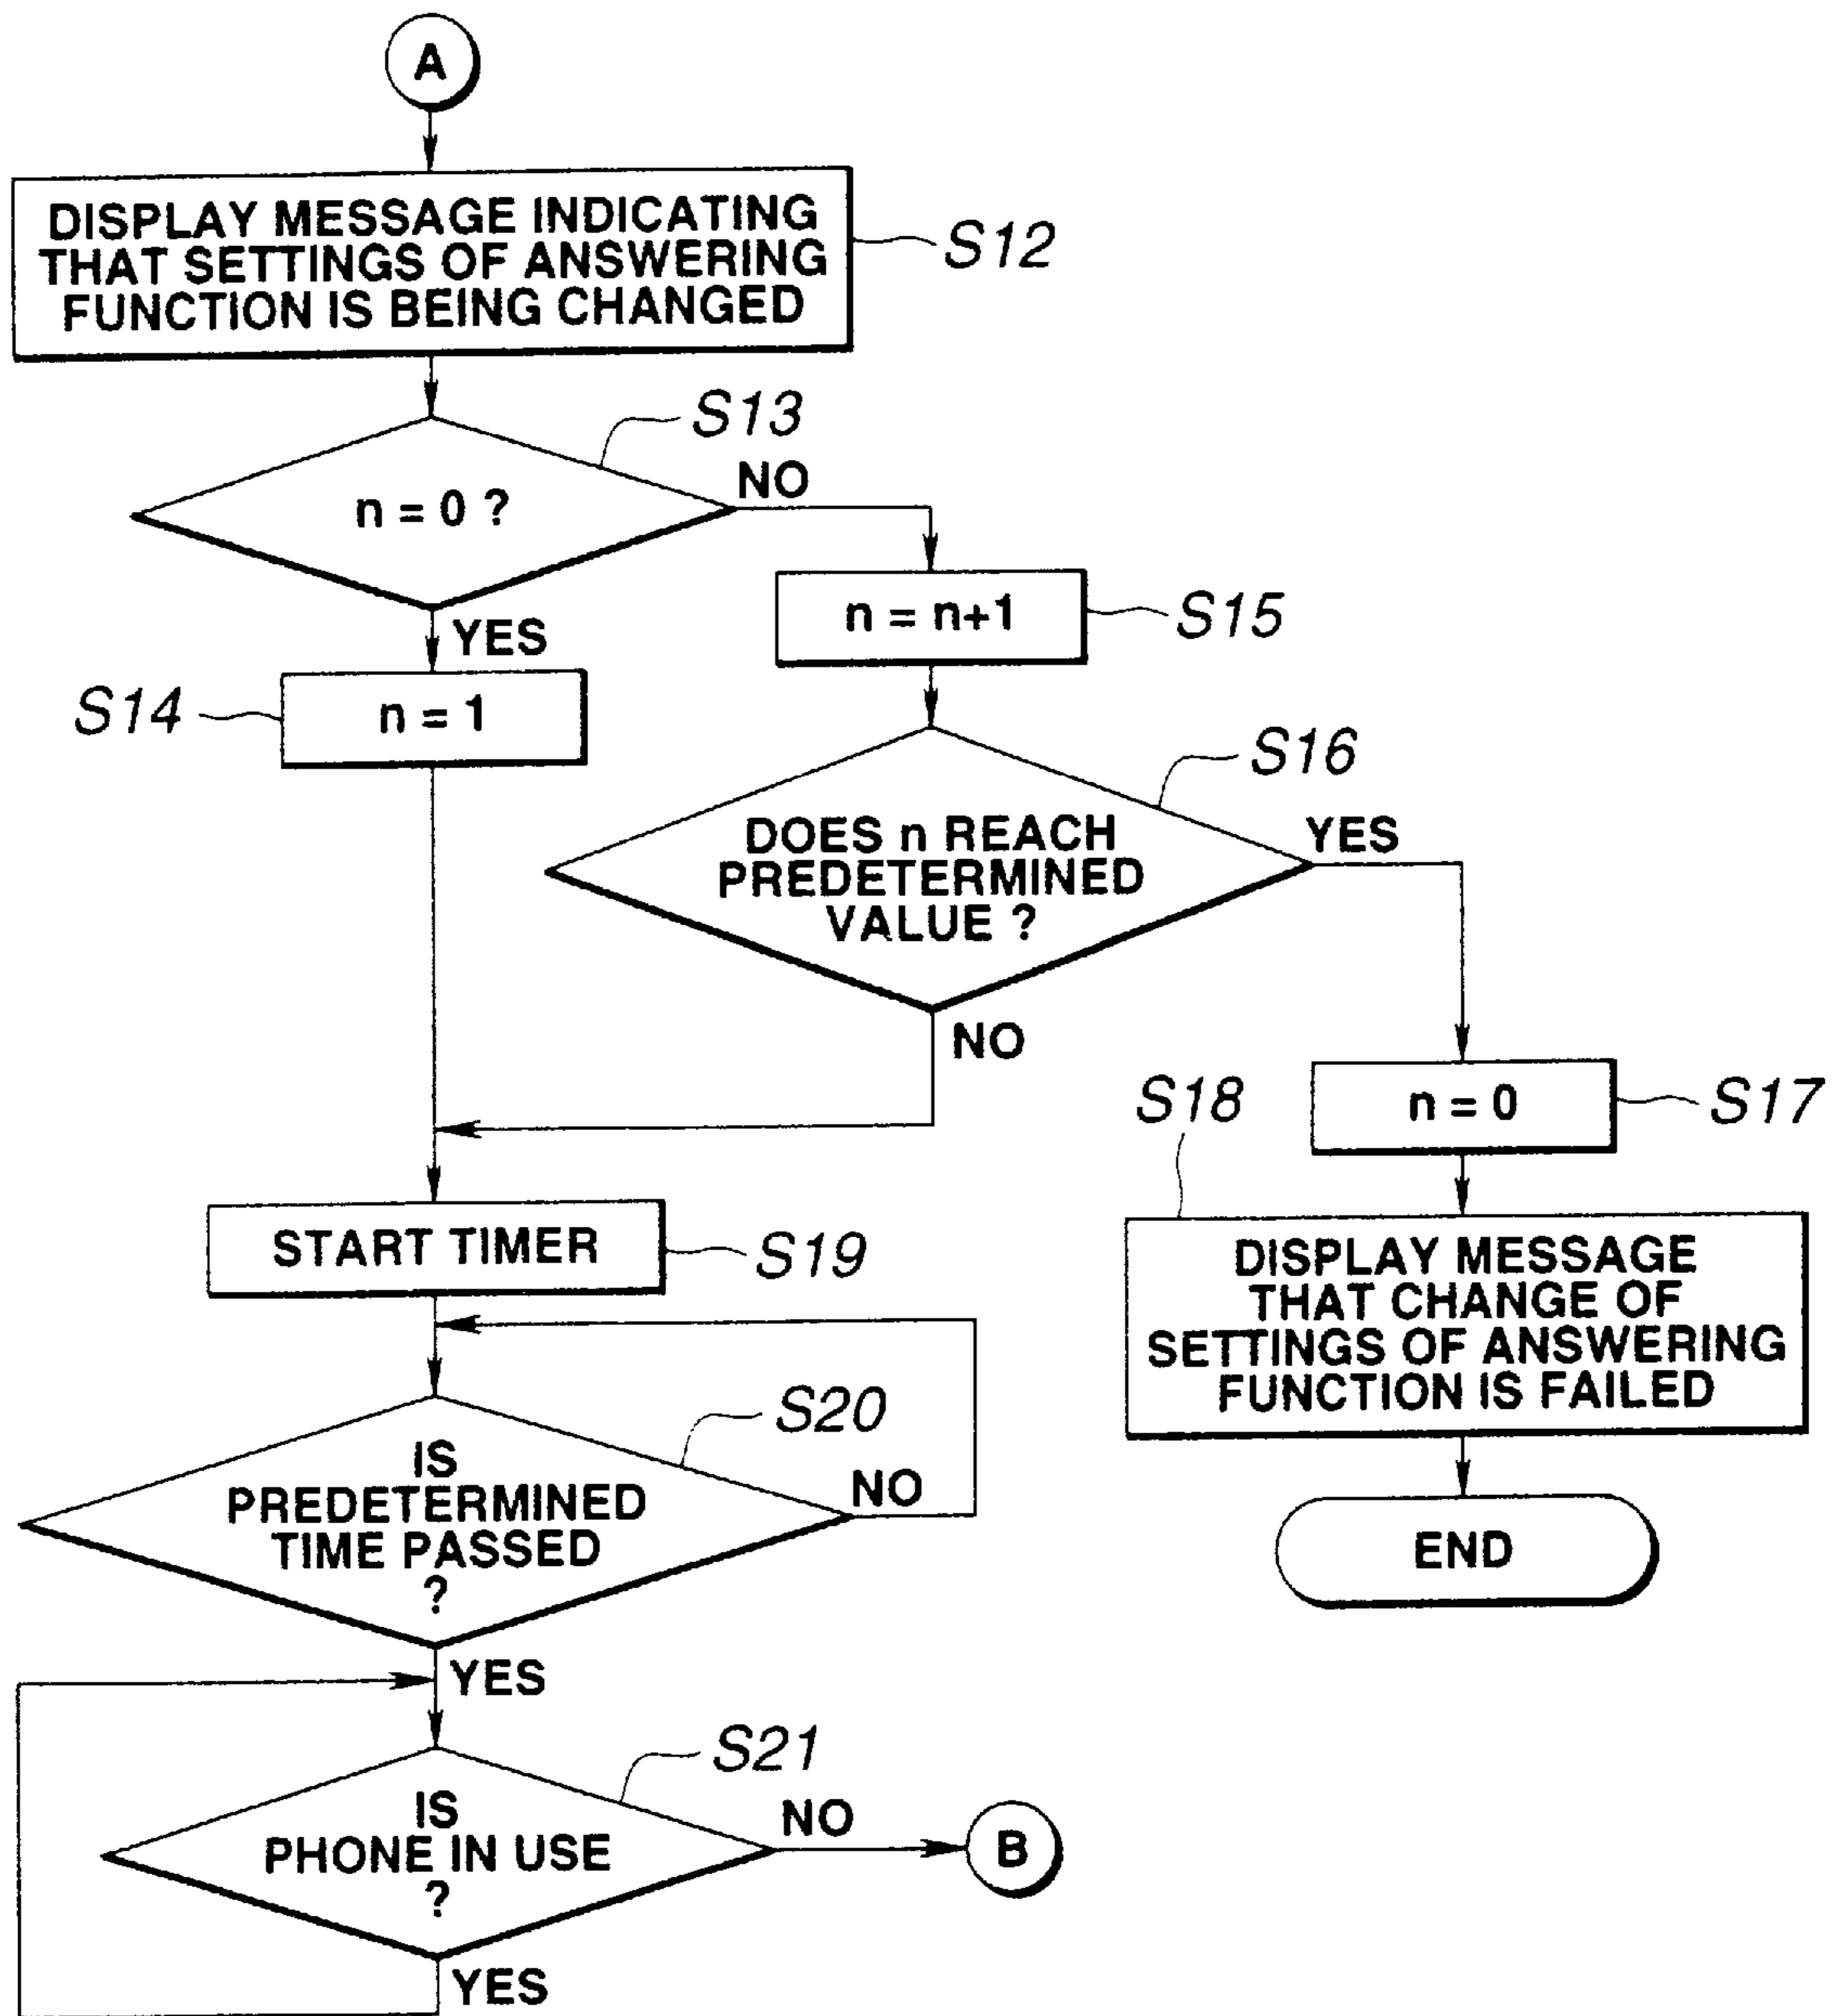 A
DISPLAY MESSAGE INDICATING
THAT SETTINGS OF ANSWERING
FUNCTION IS BEING CHANGED
S12
S13
n = 0 ?
NO
YES
n = n+1
S15
S14
n = 1
S16
DOES n REACH
PREDETERMINED
VALUE ?
YES
NO
n = 0
S17
S18
DISPLAY MESSAGE
THAT CHANGE OF
SETTINGS OF ANSWERING
FUNCTION IS FAILED
END
START TIMER
S19
S20
IS
PREDETERMINED
TIME PASSED
?
NO
YES
S21
IS
PHONE IN USE
?
NO
B
YES